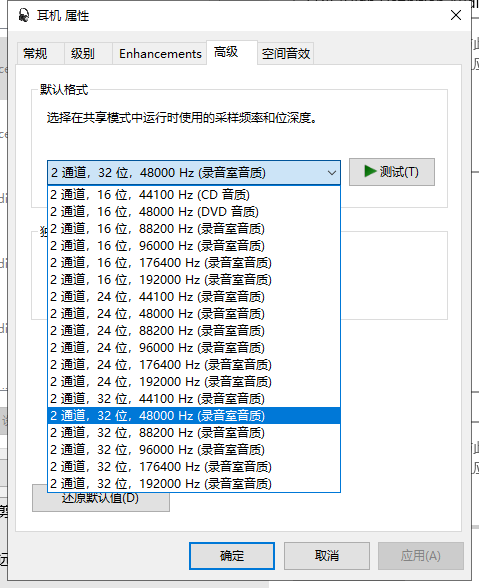 耳机 属性
常规
级别
Enhancements
高级
空间音效
默认格式
选择在共享模式中运行时使用的采样频率和位深度。
2 通道，32 位，48000 Hz (录音室音质)
测试(T)
2 通道，16 位，44100 Hz (CD 音质)
2 通道，16 位，48000 Hz (DVD 音质)
2 通道，16 位，88200 Hz (录音室音质)
2 通道，16 位，96000 Hz (录音室音质)
2 通道，16 位，176400 Hz (录音室音质)
2 通道，16 位，192000 Hz (录音室音质)
2 通道，24 位，44100 Hz (录音室音质)
2 通道，24 位，48000 Hz (录音室音质)
2 通道，24 位，88200 Hz (录音室音质)
2 通道，24 位，96000 Hz (录音室音质)
2 通道，24 位，176400 Hz (录音室音质)
2 通道，24 位，192000 Hz (录音室音质)
2 通道，32 位，44100 Hz (录音室音质)
2 通道，32 位，48000 Hz (录音室音质)
2 通道，32 位，88200 Hz (录音室音质)
2 通道，32 位，96000 Hz (录音室音质)
2 通道，32 位，176400 Hz (录音室音质)
2 通道，32 位，192000 Hz (录音室音质)
还原默认值(D)
确定
取消
应用(A)